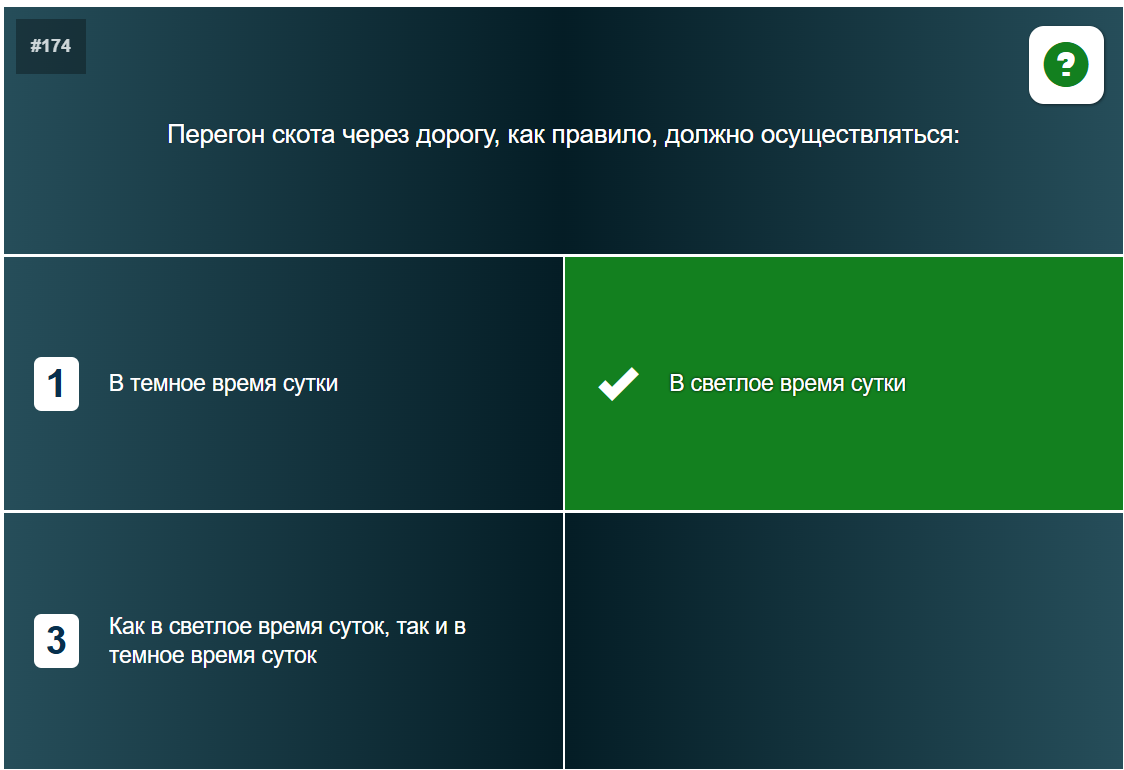 #174
?
Перегон скота через дорогу, как правило, должно осуществляться:
1
В темное время сутки
В светлое время сутки
3
Как в светлое время суток, так и в
темное время суток